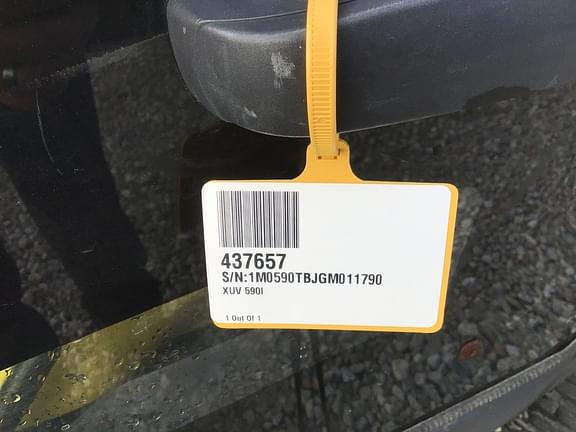 437657
S/N:1M0590TBJGM011790
XUV 590I
1 Out Of 1